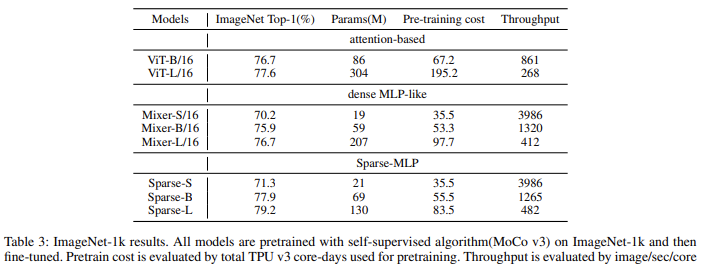 Models ImageNet Top-1(%) Params(M) Pre-training cost Throughput
attention-based
ViT-B/16 76.7 86 67.2 861
ViT-L/16 77.6 304 195.2 268
dense MLP-like
Mixer-S/16 70.2 19 35.5 3986
Mixer-B/16 75.9 59 53.3 1320
Mixer-L/16 76.7 207 97.7 412
Sparse-MLP
Sparse-S 71.3 21 35.5 3986
Sparse-B 77.9 69 55.5 1265
Sparse-L 79.2 130 83.5 482
Table 3: ImageNet-1k results. All models are pretrained with self-supervised algorithm(MoCo v3) on ImageNet-1k and then
fine-tuned. Pretrain cost is evaluated by total TPU v3 core-days used for pretraining. Throughput is evaluated by image/sec/core